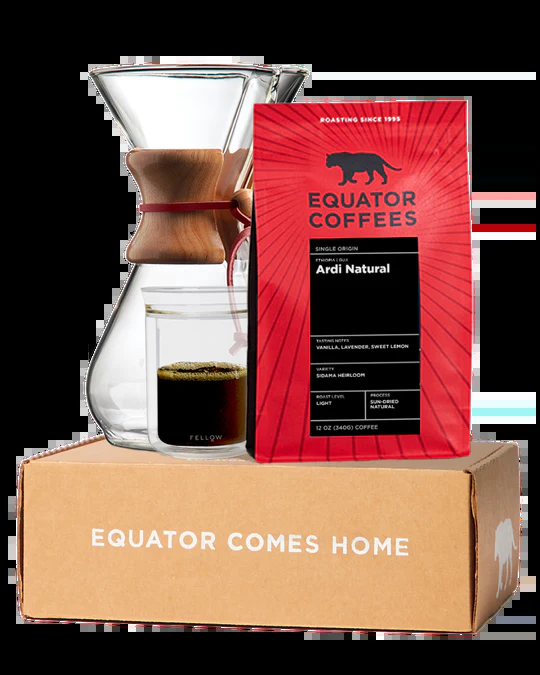 ROASTING SINCE 1995
EQUATOR
COFFEES
SINGLE ORIGIN
ETHIOPIA | GUJI
Ardi Natural
TASTING NOTES
VANILLA, LAVENDER, SWEET LEMON
VARIETY
SIDAMA HEIRLOOM
ROAST LEVEL
LIGHT
PROCESS
SUN-DRIED
NATURAL
12 OZ (340G) COFFEE
FELLOW
EQUATOR COMES HOME